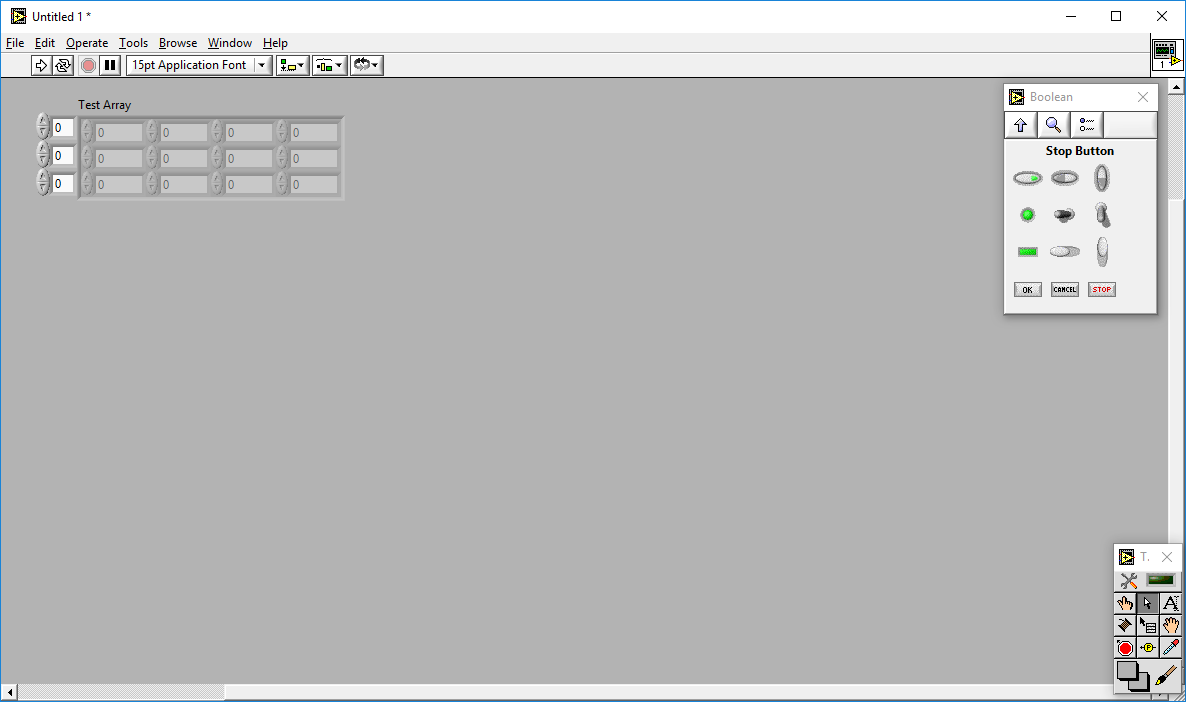 Untitled 1 *
File Edit Operate Tools Browse Window Help
15pt Application Font
1
Test Array
0
0 0 0 0
0
0 0 0 0
0
0 0 0 0
Boolean
Stop Button
OK CANCEL STOP
T.
A
P